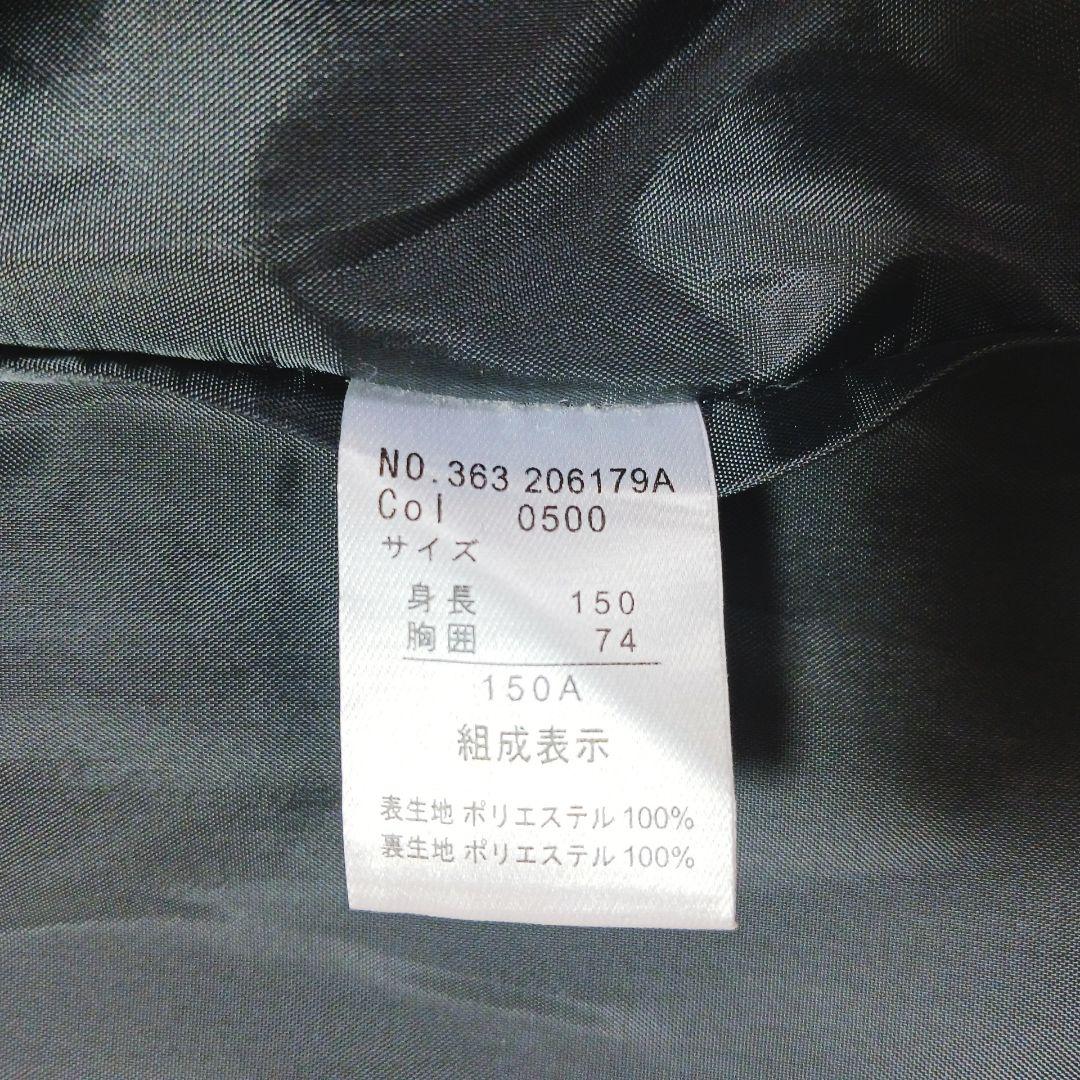 NO.363 206179A
Col 0500
サイズ
身長 150
胸囲 74
150A
組成表示
表生地 ポリエステル 100%
裏生地 ポリエステル 100%